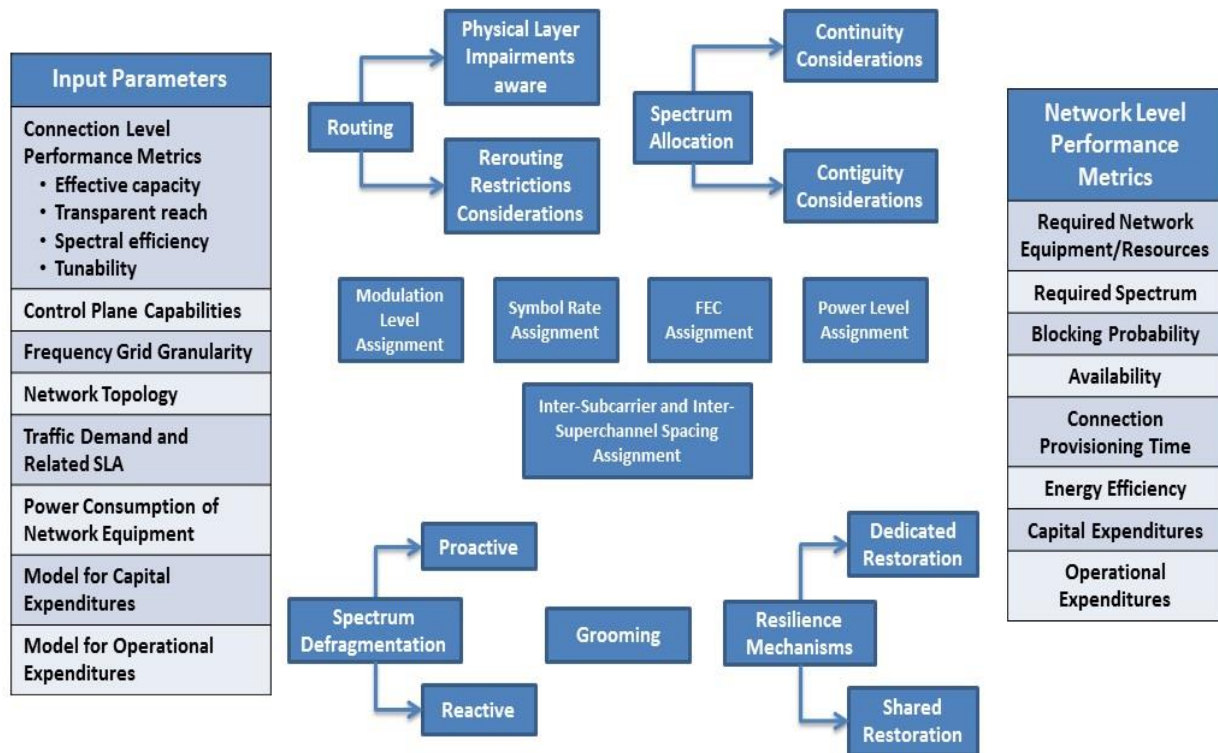 Input Parameters
Connection Level
Performance Metrics
• Effective capacity
• Transparent reach
• Spectral efficiency
• Tunability
Control Plane Capabilities
Frequency Grid Granularity
Network Topology
Traffic Demand and
Related SLA
Power Consumption of
Network Equipment
Model for Capital
Expenditures
Model for Operational
Expenditures
Routing
Physical Layer
Impairments
aware
Rerouting
Restrictions
Considerations
Spectrum
Allocation
Continuity
Considerations
Contiguity
Considerations
Modulation
Level
Assignment
Symbol Rate
Assignment
FEC
Assignment
Power Level
Assignment
Inter-Subcarrier and Inter-
Superchannel Spacing
Assignment
Spectrum
Defragmentation
Proactive
Reactive
Grooming
Resilience
Mechanisms
Dedicated
Restoration
Shared
Restoration
Network Level
Performance
Metrics
Required Network
Equipment/Resources
Required Spectrum
Blocking Probability
Availability
Connection
Provisioning Time
Energy Efficiency
Capital Expenditures
Operational
Expenditures